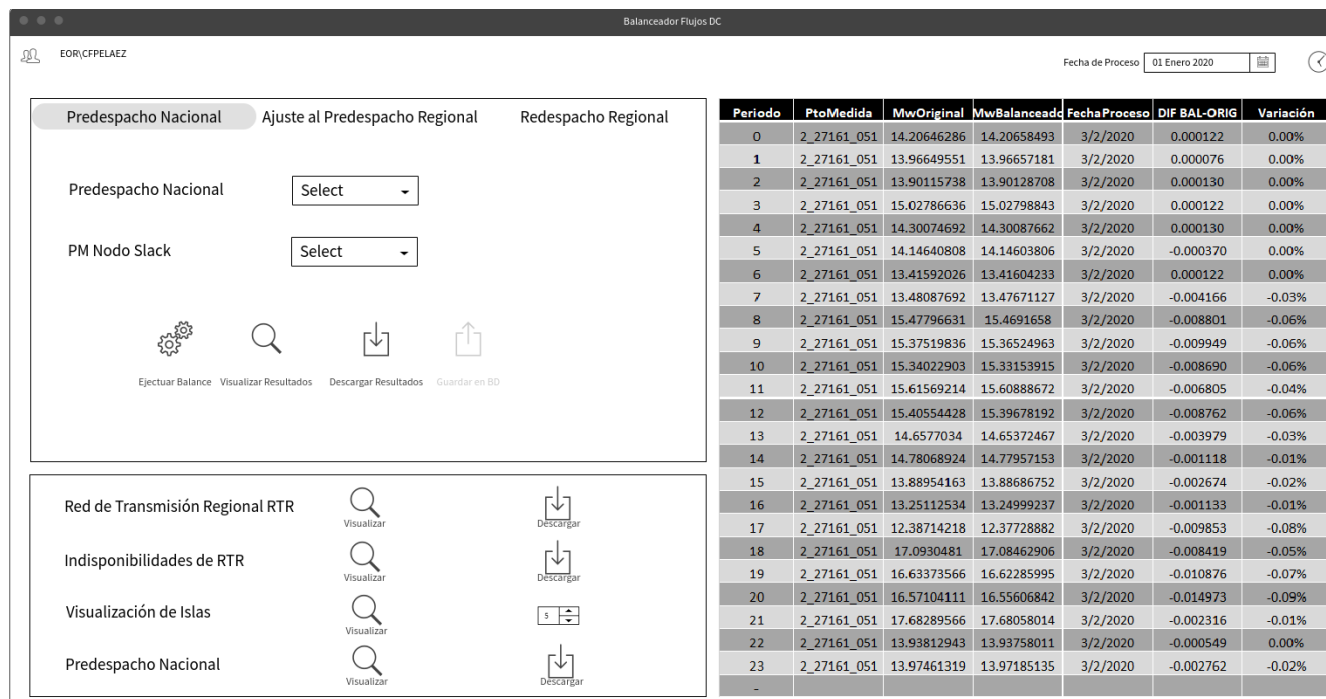 Balanceador Flujos DC
EOR\CFPELAEZ
Fecha de Proceso 01 Enero 2020
Predespacho Nacional Ajuste al Predespacho Regional Redespacho Regional
Predespacho Nacional Select
PM Nodo Slack Select
Ejectuar Balance Visualizar Resultados Descargar Resultados Guardar en BD
Red de Transmisión Regional RTR Visualizar Descargar
Indisponibilidades de RTR Visualizar Descargar
Visualización de Islas Visualizar 5
Predespacho Nacional Visualizar Descargar
Periodo PtoMedida MwOriginal MwBalanceado FechaProceso DIF BAL-ORIG Variación
0 2_27161_051 14.20646286 14.20658493 3/2/2020 0.000122 0.00%
1 2_27161_051 13.96649551 13.96657181 3/2/2020 0.000076 0.00%
2 2_27161_051 13.90115738 13.90128708 3/2/2020 0.000130 0.00%
3 2_27161_051 15.02786636 15.02798843 3/2/2020 0.000122 0.00%
4 2_27161_051 14.30074692 14.30087662 3/2/2020 0.000130 0.00%
5 2_27161_051 14.14640808 14.14603806 3/2/2020 -0.000370 0.00%
6 2_27161_051 13.41592026 13.41604233 3/2/2020 0.000122 0.00%
7 2_27161_051 13.48087692 13.47671127 3/2/2020 -0.004166 -0.03%
8 2_27161_051 15.47796631 15.4691658 3/2/2020 -0.008801 -0.06%
9 2_27161_051 15.37519836 15.36524963 3/2/2020 -0.009949 -0.06%
10 2_27161_051 15.34022903 15.33153915 3/2/2020 -0.008690 -0.06%
11 2_27161_051 15.61569214 15.60888672 3/2/2020 -0.006805 -0.04%
12 2_27161_051 15.40554428 15.39678192 3/2/2020 -0.008762 -0.06%
13 2_27161_051 14.6577034 14.65372467 3/2/2020 -0.003979 -0.03%
14 2_27161_051 14.78068924 14.77957153 3/2/2020 -0.001118 -0.01%
15 2_27161_051 13.88954163 13.88686752 3/2/2020 -0.002674 -0.02%
16 2_27161_051 13.25112534 13.24999237 3/2/2020 -0.001133 -0.01%
17 2_27161_051 12.38714218 12.37728882 3/2/2020 -0.009853 -0.08%
18 2_27161_051 17.0930481 17.08462906 3/2/2020 -0.008419 -0.05%
19 2_27161_051 16.63373566 16.62285995 3/2/2020 -0.010876 -0.07%
20 2_27161_051 16.57104111 16.55606842 3/2/2020 -0.014973 -0.09%
21 2_27161_051 17.68289566 17.68058014 3/2/2020 -0.002316 -0.01%
22 2_27161_051 13.93812943 13.93758011 3/2/2020 -0.000549 0.00%
23 2_27161_051 13.97461319 13.97185135 3/2/2020 -0.002762 -0.02%
-